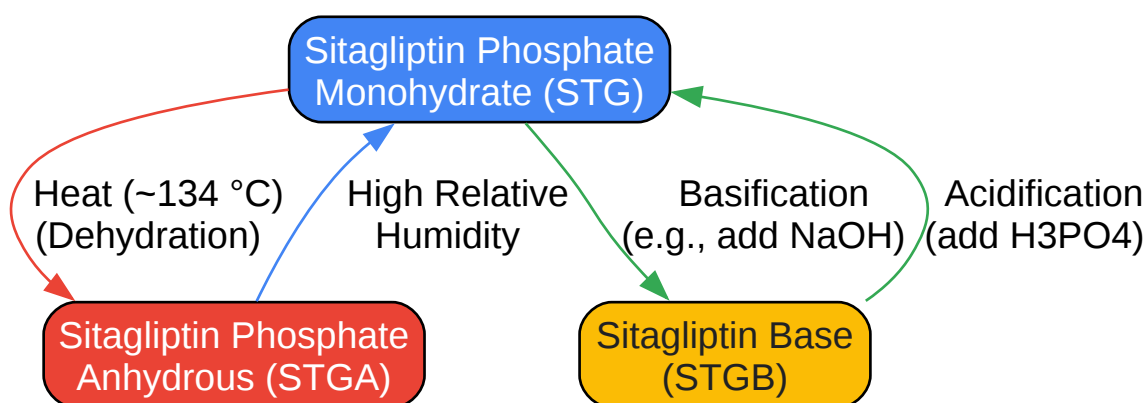 Sitagliptin Phosphate
Monohydrate (STG)
Heat (~134 °C)
(Dehydration)
High Relative
Humidity
Basification
(e.g., add NaOH)
Acidification
(add H3PO4)
Sitagliptin Phosphate
Anhydrous (STGA)
Sitagliptin Base
(STGB)